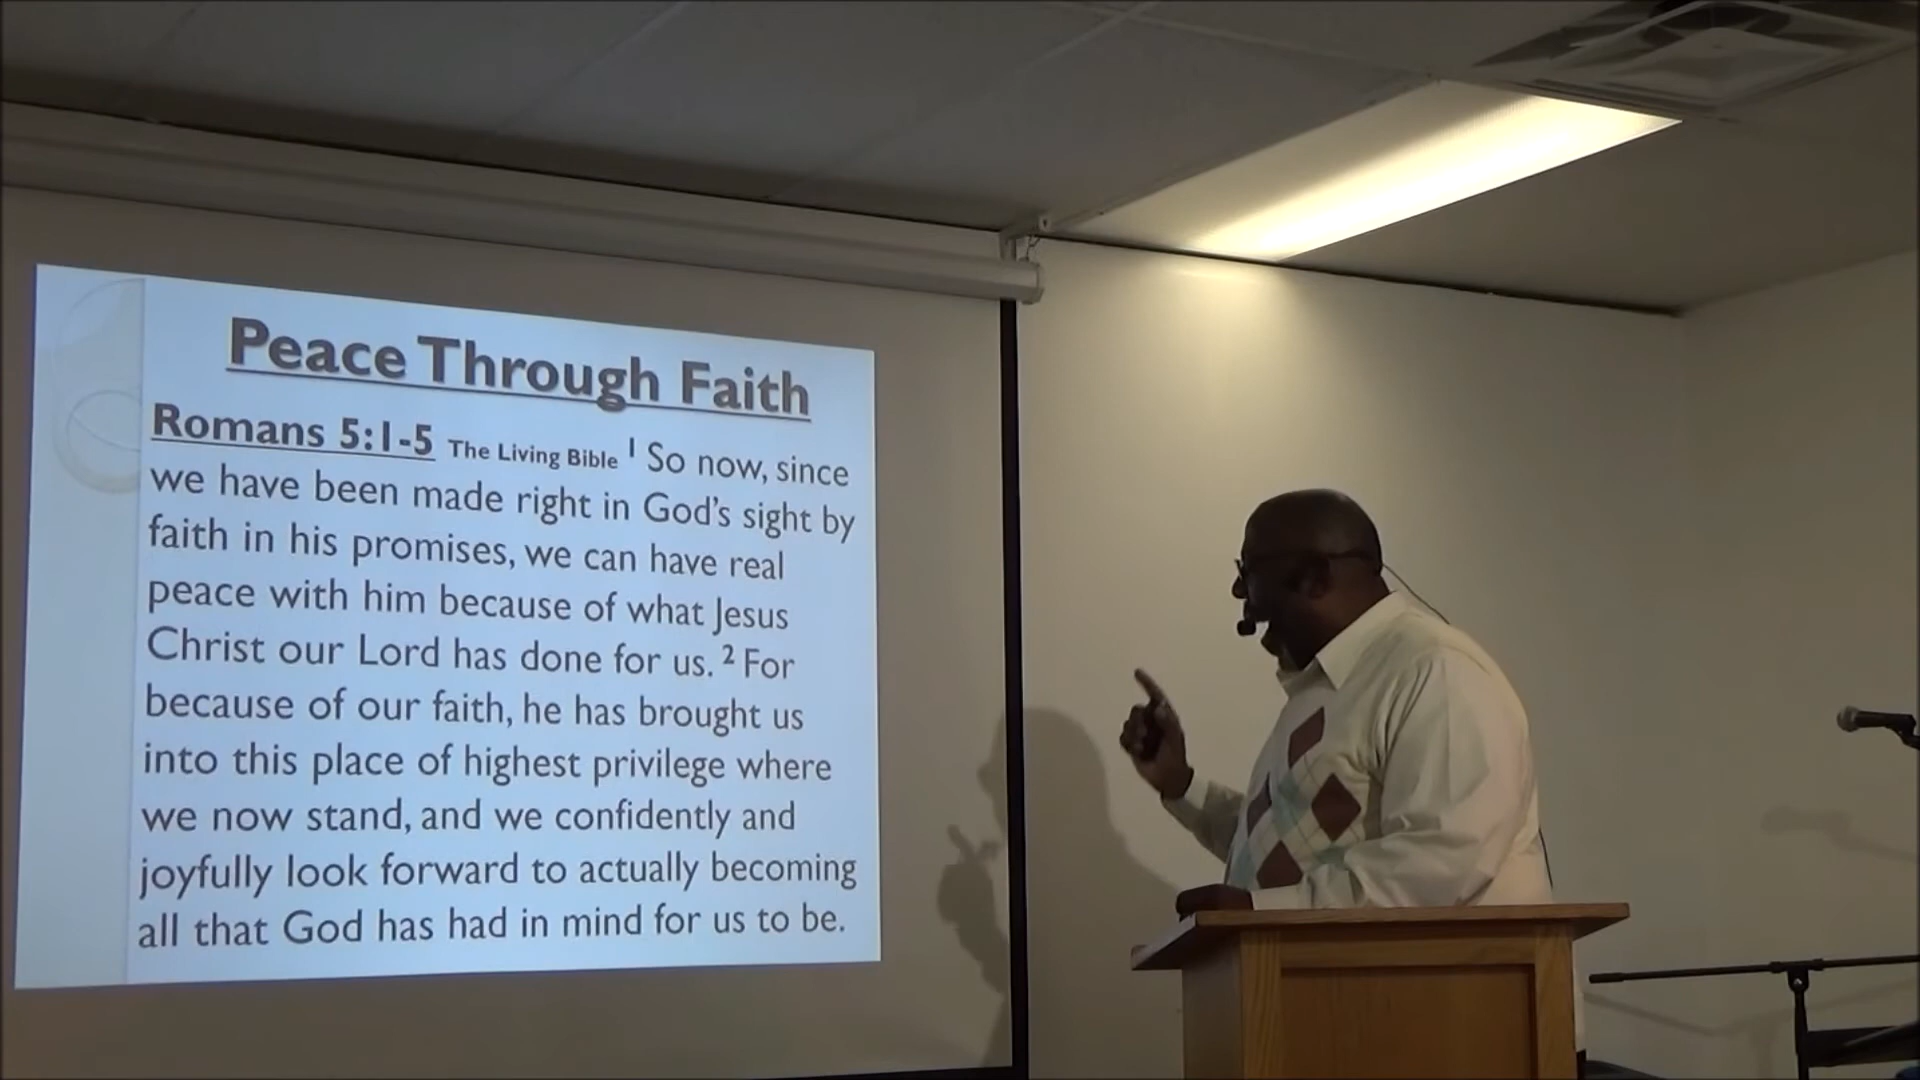 Peace Through Faith
Romans 5:1-5 The Living Bible 1 So now, since
we have been made right in God's sight by
faith in his promises, we can have real
peace with him because of what Jesus
Christ our Lord has done for us. 2 For
because of our faith, he has brought us
into this place of highest privilege where
we now stand, and we confidently and
joyfully look forward to actually becoming
all that God has had in mind for us to be.